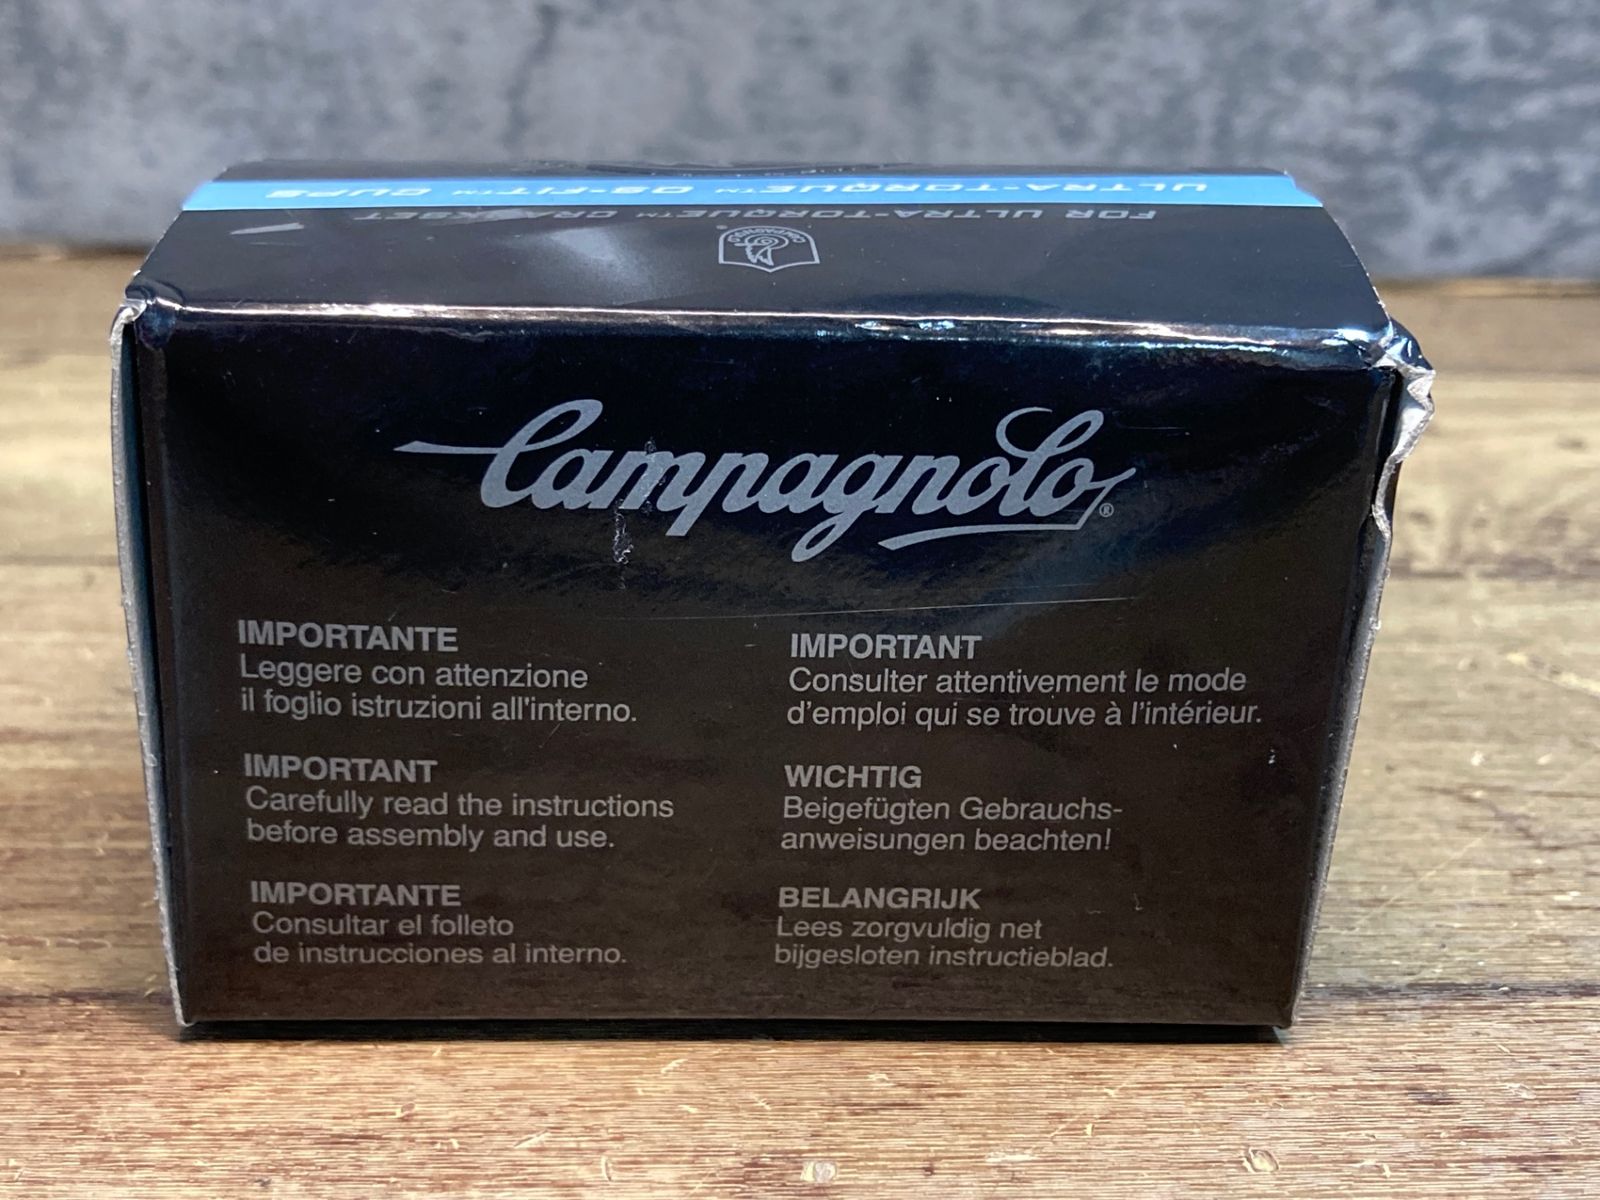 ULTRA-TORQUE™ OS-FIT™ CUPS
FOR ULTRA-TORQUE™ CRANKSET
CAMPAGNOLO
Campagnolo®
IMPORTANTE
Leggere con attenzione
il foglio istruzioni all'interno.
IMPORTANT
Carefully read the instructions
before assembly and use.
IMPORTANTE
Consultar el folleto
de instrucciones al interno.
IMPORTANT
Consulter attentivement le mode
d’emploi qui se trouve à l’intérieur.
WICHTIG
Beigefügten Gebrauchs-
anweisungen beachten!
BELANGRIJK
Lees zorgvuldig net
bijgesloten instructieblad.